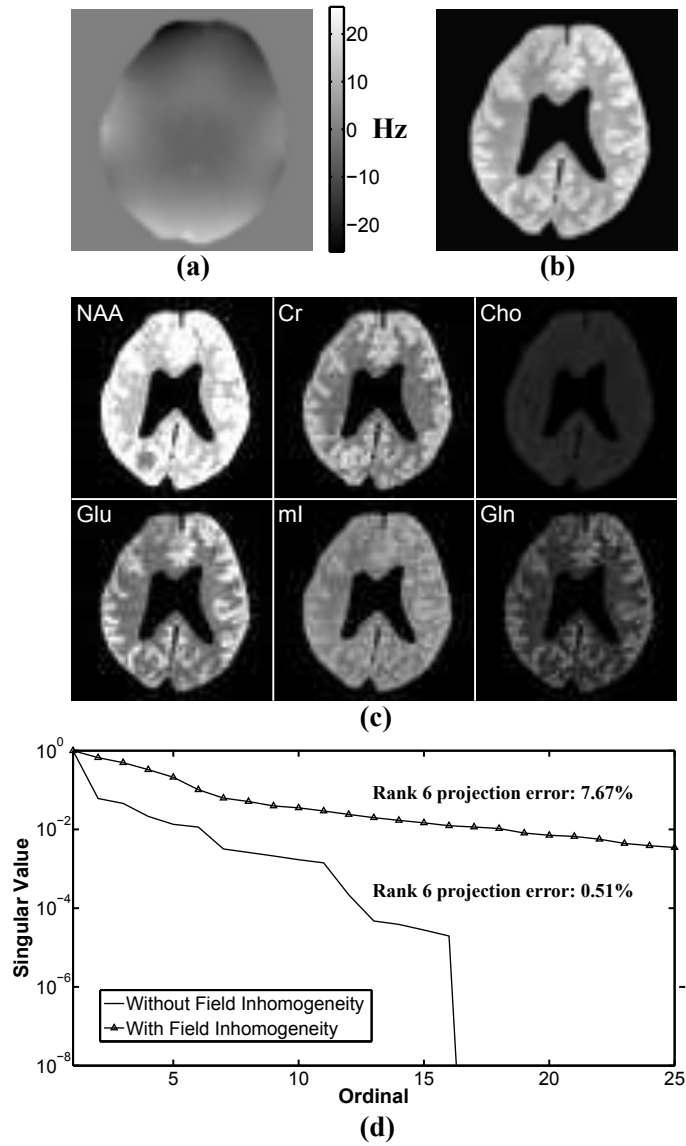 20
10
0
−10
−20
Hz
(a)
(b)
NAA
Cr
Cho
Glu
mI
Gln
(c)
10^0
10^-2
10^-4
10^-6
10^-8
Singular Value
Rank 6 projection error: 7.67%
Rank 6 projection error: 0.51%
Without Field Inhomogeneity
With Field Inhomogeneity
5 10 15 20 25
Ordinal
(d)